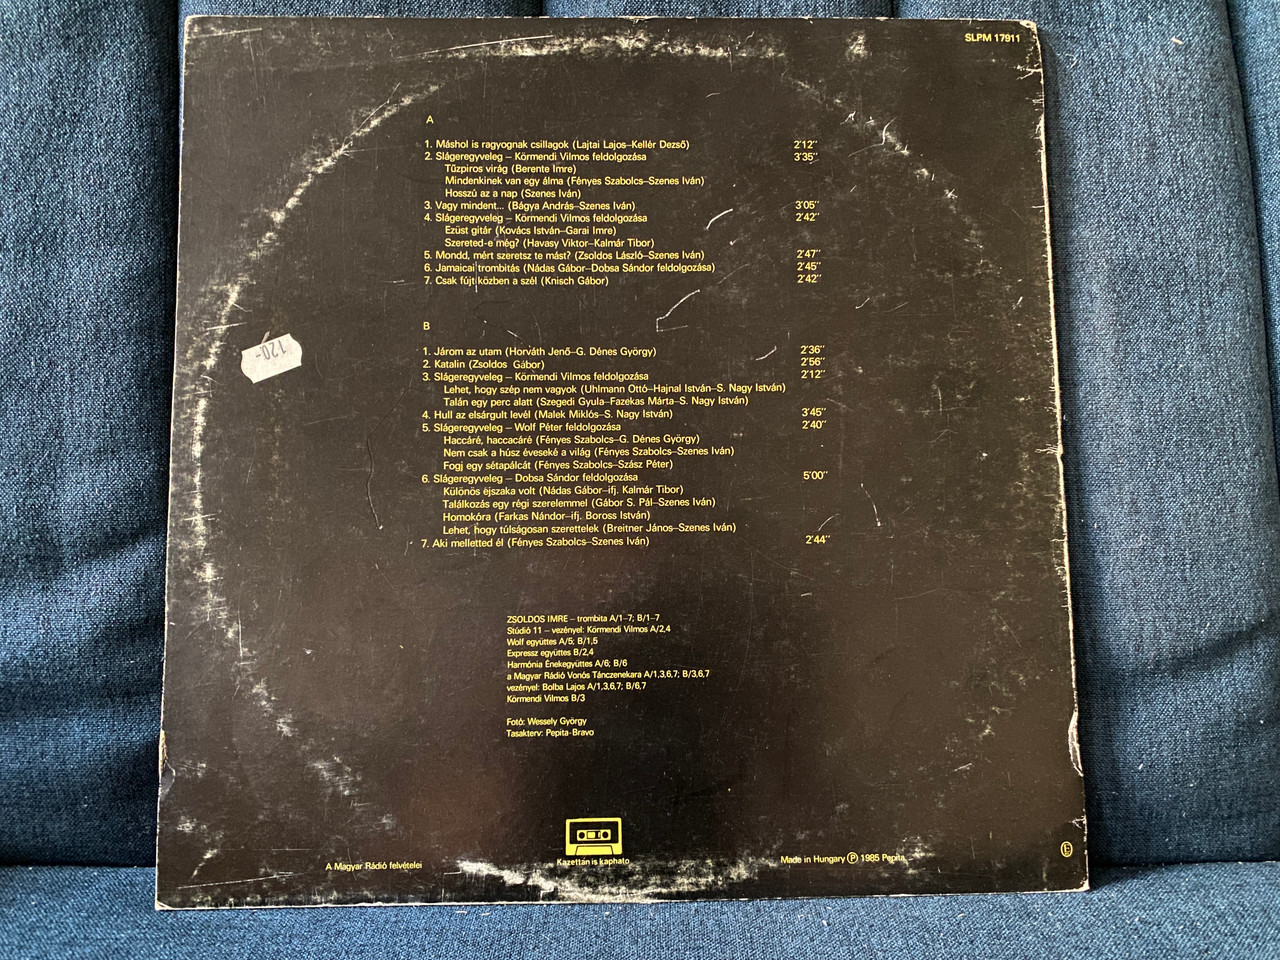 SLPM 17911
A
1. Máshol is ragyognak csillagok (Lajtai Lajos–Kellér Dezső) 2'12''
2. Slágeregyveleg – Körmendi Vilmos feldolgozása 3'35''
Tűzpiros virág (Berente Imre)
Mindenkinek van egy álma (Fényes Szabolcs–Szenes Iván)
Hosszú az a nap (Szenes Iván)
3. Vagy mindent... (Bágya András–Szenes Iván) 3'05''
4. Slágeregyveleg – Körmendi Vilmos feldolgozása 2'42''
Ezüst gitár (Kovács István–Garai Imre)
Szereted-e még? (Havasy Viktor–Kalmár Tibor)
5. Mondd, mért szeretsz te mást? (Zsoldos László–Szenes Iván) 2'47''
6. Jamaicai trombitás (Nádas Gábor–Dobsa Sándor feldolgozása) 2'45''
7. Csak fújt közben a szél (Knisch Gábor) 2'42''
B
1. Járom az utam (Horváth Jenő–G. Dénes György) 2'36''
2. Katalin (Zsoldos Gábor) 2'56''
3. Slágeregyveleg – Körmendi Vilmos feldolgozása 2'12''
Lehet, hogy szép nem vagyok (Uhlmann Ottó–Hajnal István–S. Nagy István)
Talán egy perc alatt (Szegedi Gyula–Fazekas Márta–S. Nagy István)
4. Hull az elsárgult levél (Malek Miklós–S. Nagy István) 3'45''
5. Slágeregyveleg – Wolf Péter feldolgozása 2'40''
Haccáré, haccacáré (Fényes Szabolcs–G. Dénes György)
Nem csak a húsz éveseké a világ (Fényes Szabolcs–Szenes Iván)
Fogj egy sétapálcát (Fényes Szabolcs–Szász Péter)
6. Slágeregyveleg – Dobsa Sándor feldolgozása 5'00''
Különös éjszaka volt (Nádas Gábor–ifj. Kalmár Tibor)
Találkozás egy régi szerelemmel (Gábor S. Pál–Szenes Iván)
Homokóra (Farkas Nándor–ifj. Boross István)
Lehet, hogy túlságosan szerettelek (Breitner János–Szenes Iván)
7. Aki melletted él (Fényes Szabolcs–Szenes Iván) 2'44''
120-
ZSOLDOS IMRE – trombita A/1–7; B/1–7
Stúdió 11 – vezényel: Körmendi Vilmos A/2,4
Wolf együttes A/5; B/1,5
Expressz együttes B/2,4
Harmónia Énekegyüttes A/6; B/6
a Magyar Rádió Vonós Tánczenekara A/1,3,6,7; B/3,6,7
vezényel: Bolba Lajos A/1,3,6,7; B/6,7
Körmendi Vilmos B/3
Fotó: Wessely György
Tasakterv: Pepita-Bravo
Kazettán is kapható
A Magyar Rádió felvételei
Made in Hungary Ⓟ 1985 Pepita